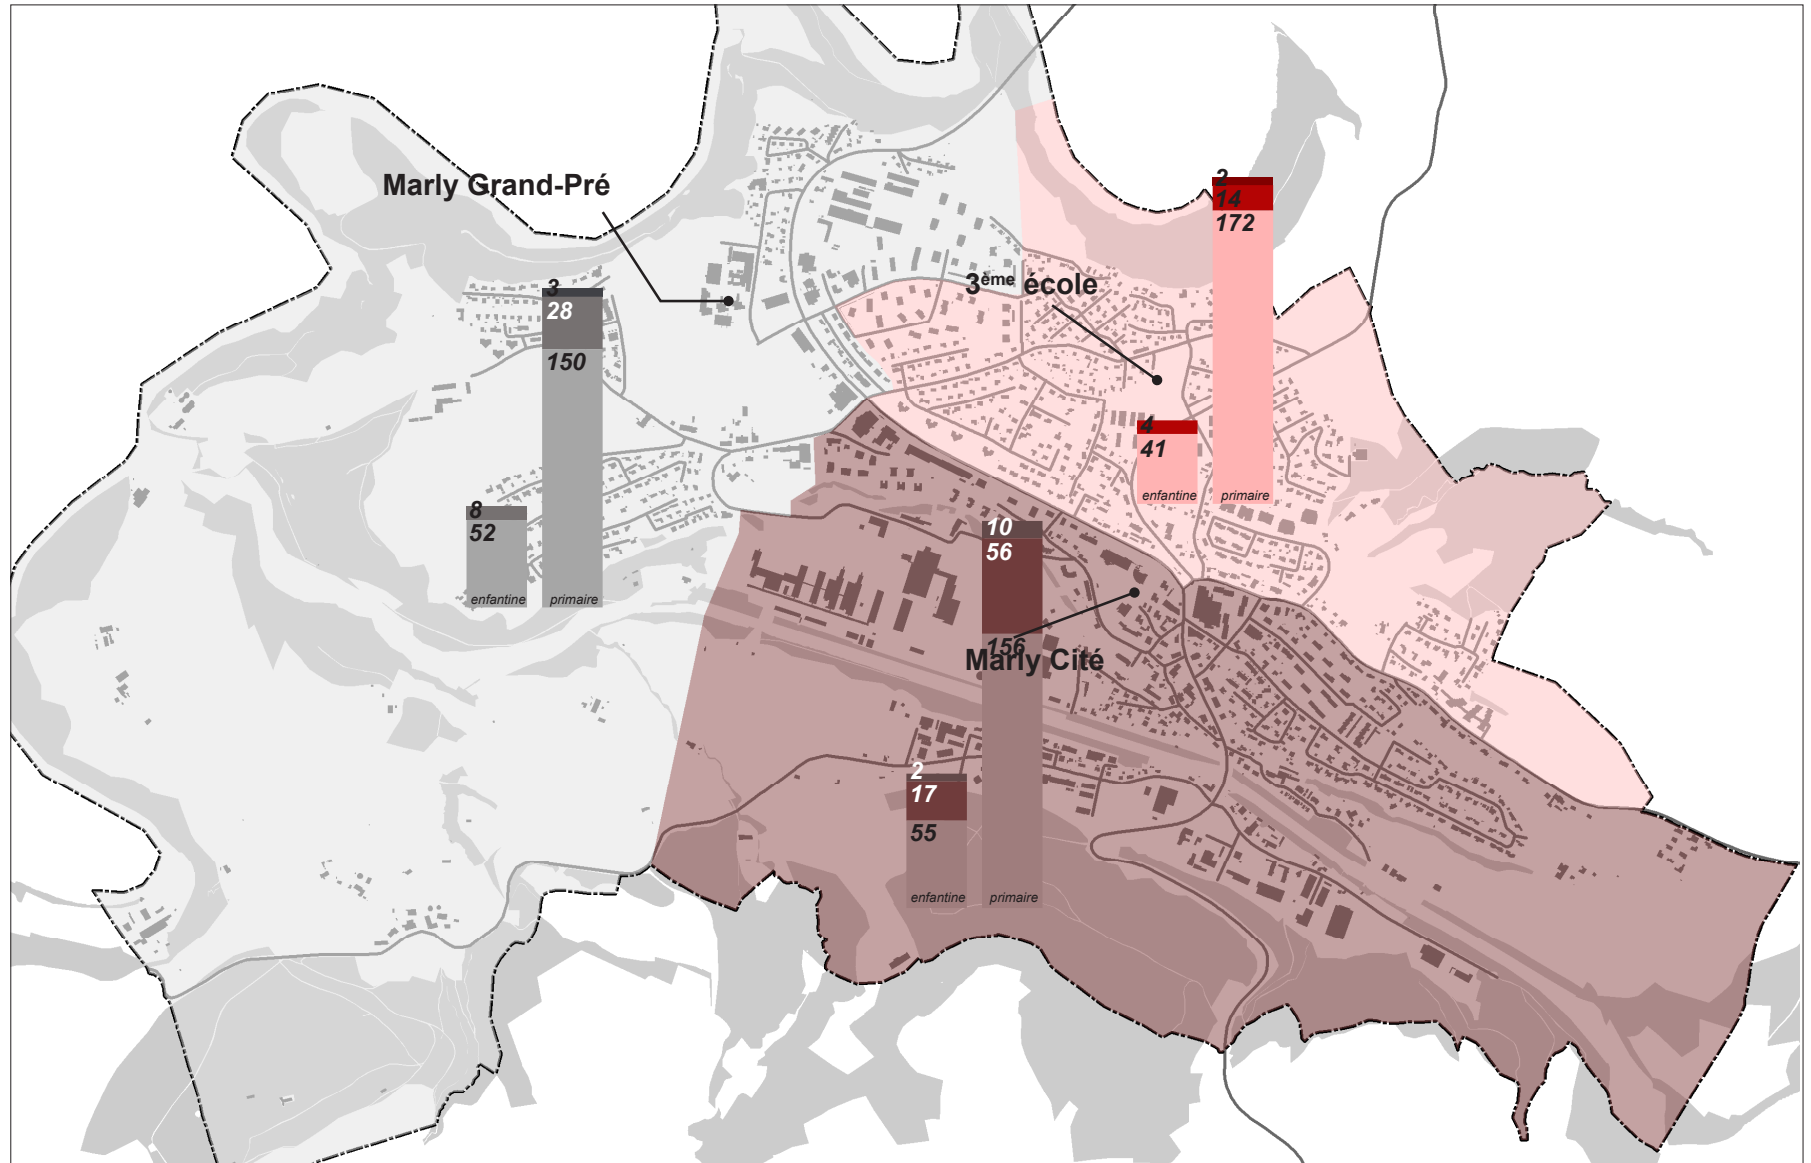 Marly Grand-Pré
2
14
172
3ème école
3
28
150
4
41
enfantine
primaire
8
52
enfantine
primaire
10
56
156
Marly Cité
2
17
55
enfantine
primaire